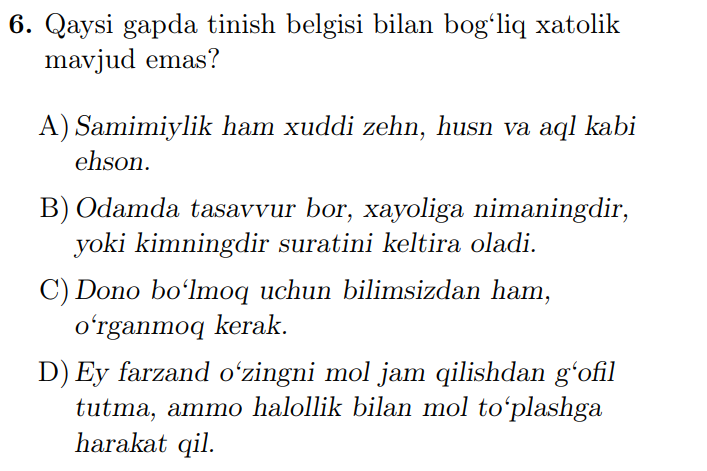 6. Qaysi gapda tinish belgisi bilan bog‘liq xatolik
mavjud emas?
A) Samimiylik ham xuddi zehn, husn va aql kabi
ehson.
B) Odamda tasavvur bor, xayoliga nimaningdir,
yoki kimningdir suratini keltira oladi.
C) Dono bo‘lmoq uchun bilimsizdan ham,
o‘rganmoq kerak.
D) Ey farzand o‘zingni mol jam qilishdan g‘ofil
tutma, ammo halollik bilan mol to‘plashga
harakat qil.